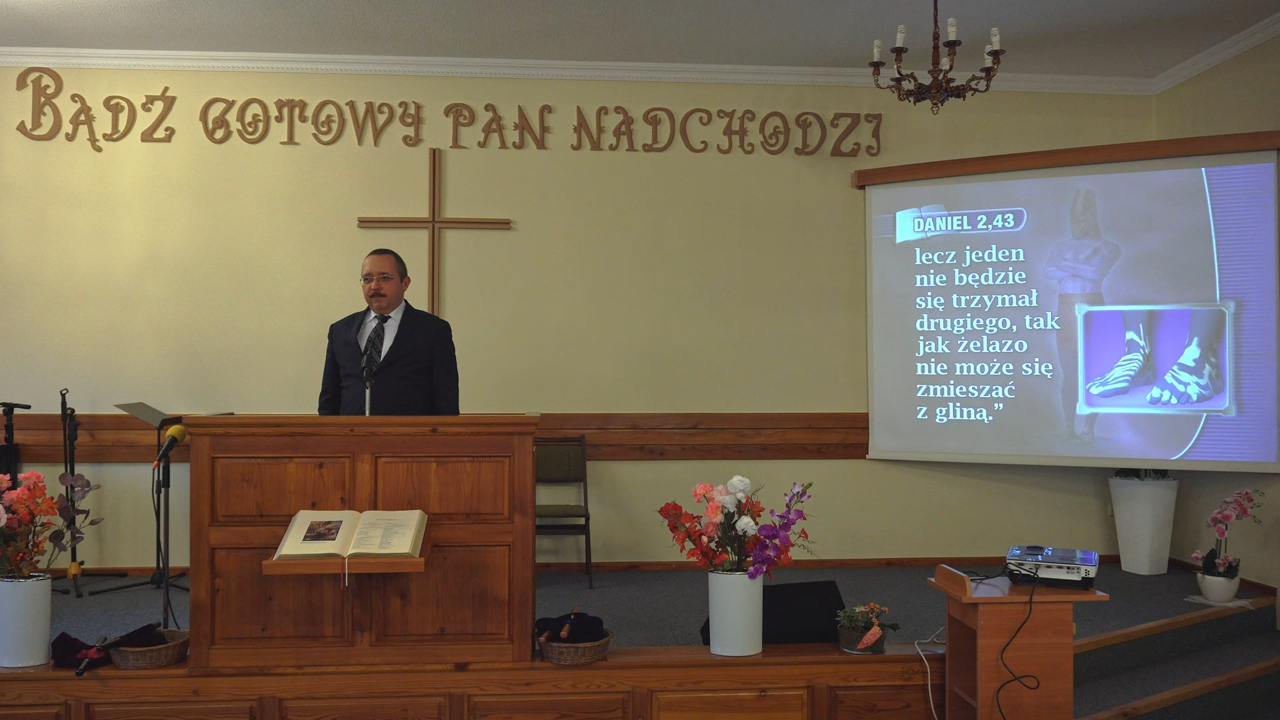 BĄDŹ GOTOWY PAN NADCHODZI
DANIEL 2,43
lecz jeden
nie będzie
się trzymał
drugiego, tak
jak żelazo
nie może się
zmieszać
z gliną.”